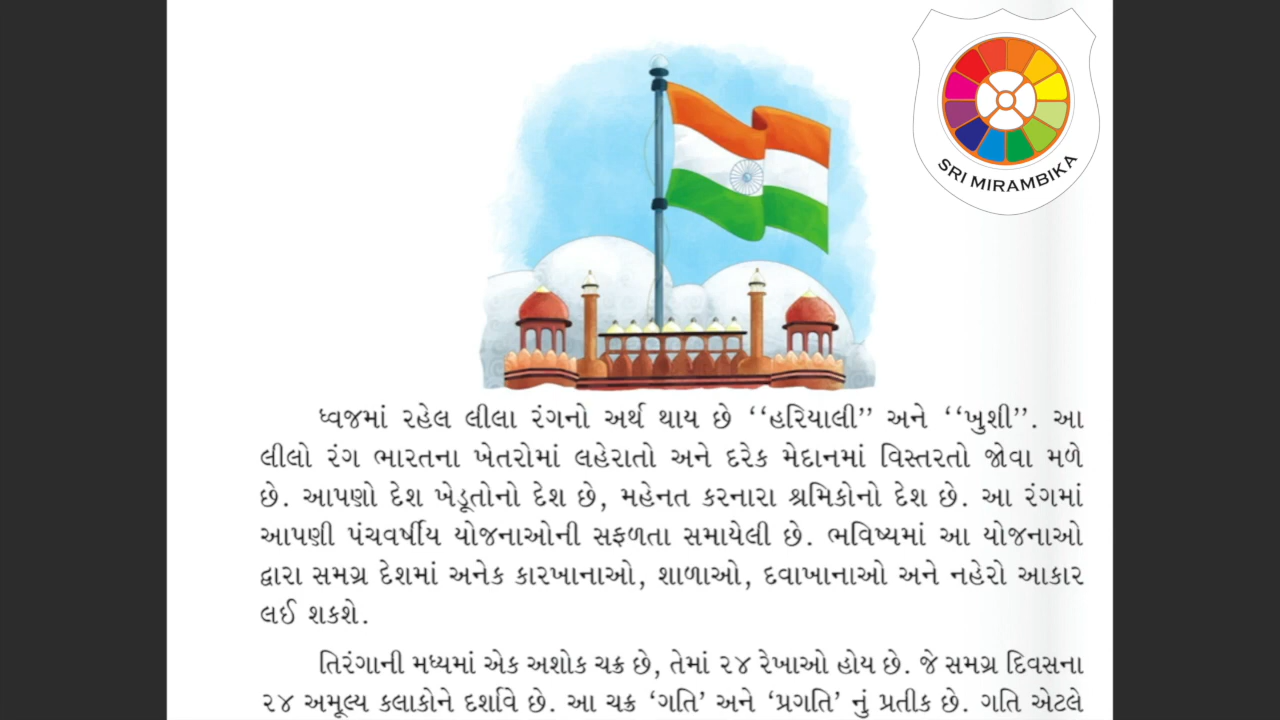 SRI MIRAMBIKA
ધ્વજમાં રહેલ લીલા રંગનો અર્થ થાય છે ‘‘હરિયાલી’’ અને ‘‘ખુશી’’. આ
લીલો રંગ ભારતના ખેતરોમાં લહેરાતો અને દરેક મેદાનમાં વિસ્તરતો જોવા મળે
છે. આપણો દેશ ખેડૂતોનો દેશ છે, મહેનત કરનારા શ્રમિકોનો દેશ છે. આ રંગમાં
આપણી પંચવર્ષીય યોજનાઓની સફળતા સમાયેલી છે. ભવિષ્યમાં આ યોજનાઓ
દ્વારા સમગ્ર દેશમાં અનેક કારખાનાઓ, શાળાઓ, દવાખાનાઓ અને નહેરો આકાર
લઈ શકશે.
તિરંગાની મધ્યમાં એક અશોક ચક્ર છે, તેમાં ૨૪ રેખાઓ હોય છે. જે સમગ્ર દિવસના
૨૪ અમૂલ્ય કલાકોને દર્શાવે છે. આ ચક્ર ‘ગતિ’ અને ‘પ્રગતિ’ નું પ્રતીક છે. ગતિ એટલે